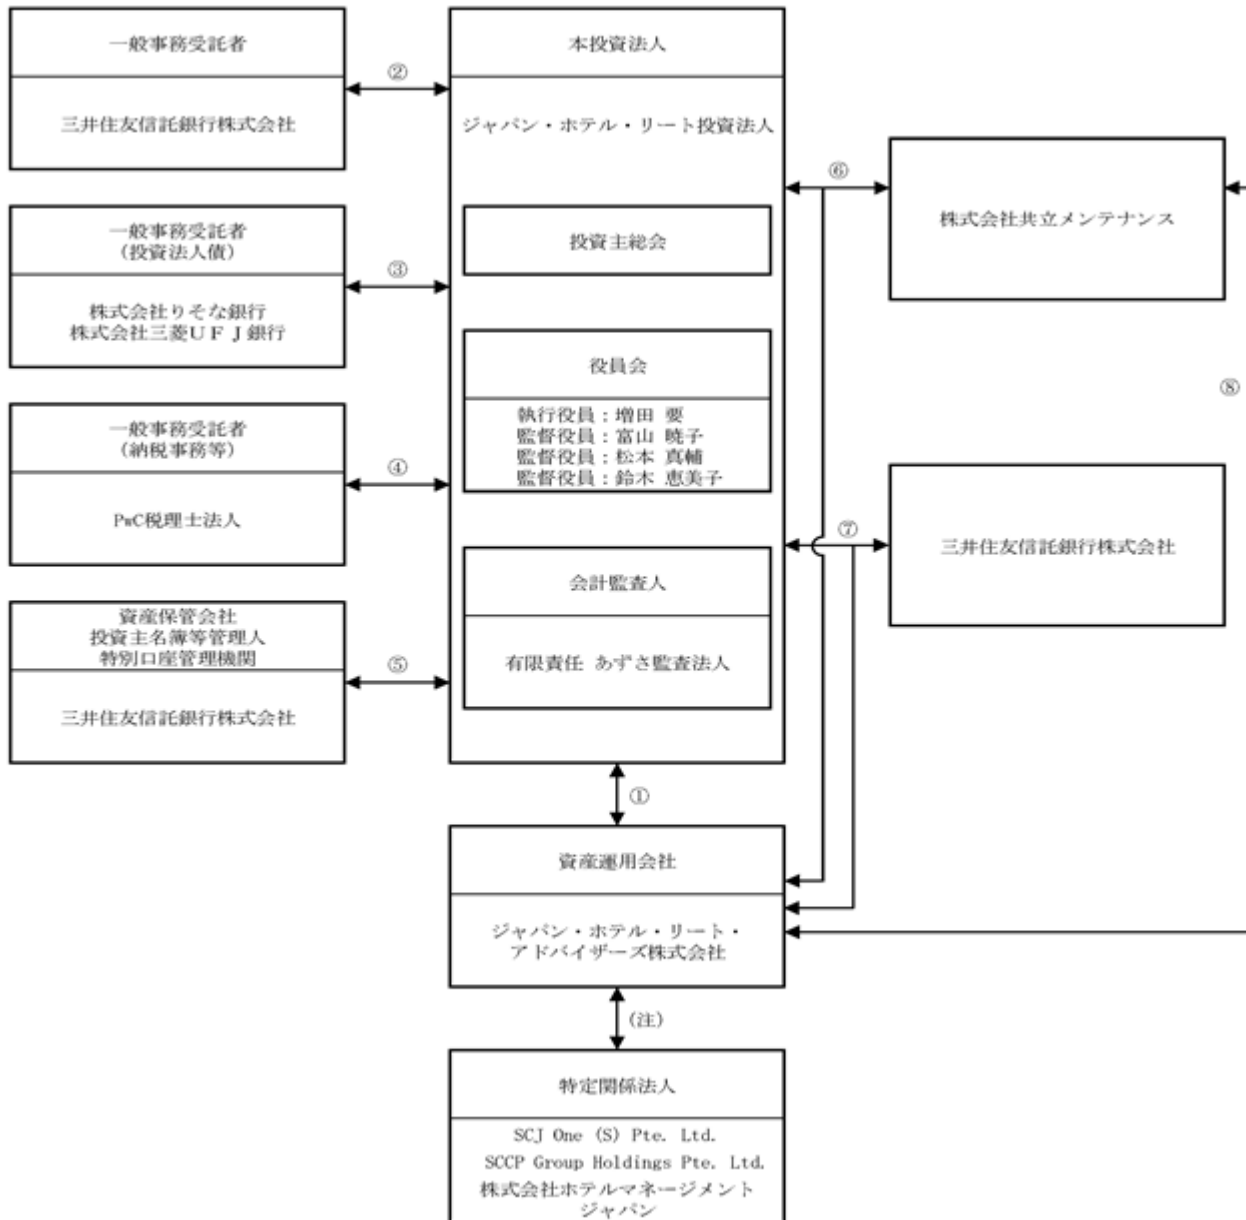 一般事務受託者
三井住友信託銀行株式会社
②
一般事務受託者
(投資法人債)
株式会社りそな銀行
株式会社三菱ＵＦＪ銀行
③
一般事務受託者
(納税事務等)
PwC税理士法人
④
資産保管会社
投資主名簿等管理人
特別口座管理機関
三井住友信託銀行株式会社
⑤
本投資法人
ジャパン・ホテル・リート投資法人
投資主総会
役員会
執行役員：増田 要
監督役員：富山 暁子
監督役員：松本 真輔
監督役員：鈴木 恵美子
会計監査人
有限責任 あずさ監査法人
⑥
株式会社共立メンテナンス
⑧
⑦
三井住友信託銀行株式会社
①
資産運用会社
ジャパン・ホテル・リート・
アドバイザーズ株式会社
(注)
特定関係法人
SCJ One (S) Pte. Ltd.
SCCP Group Holdings Pte. Ltd.
株式会社ホテルマネージメント
ジャパン